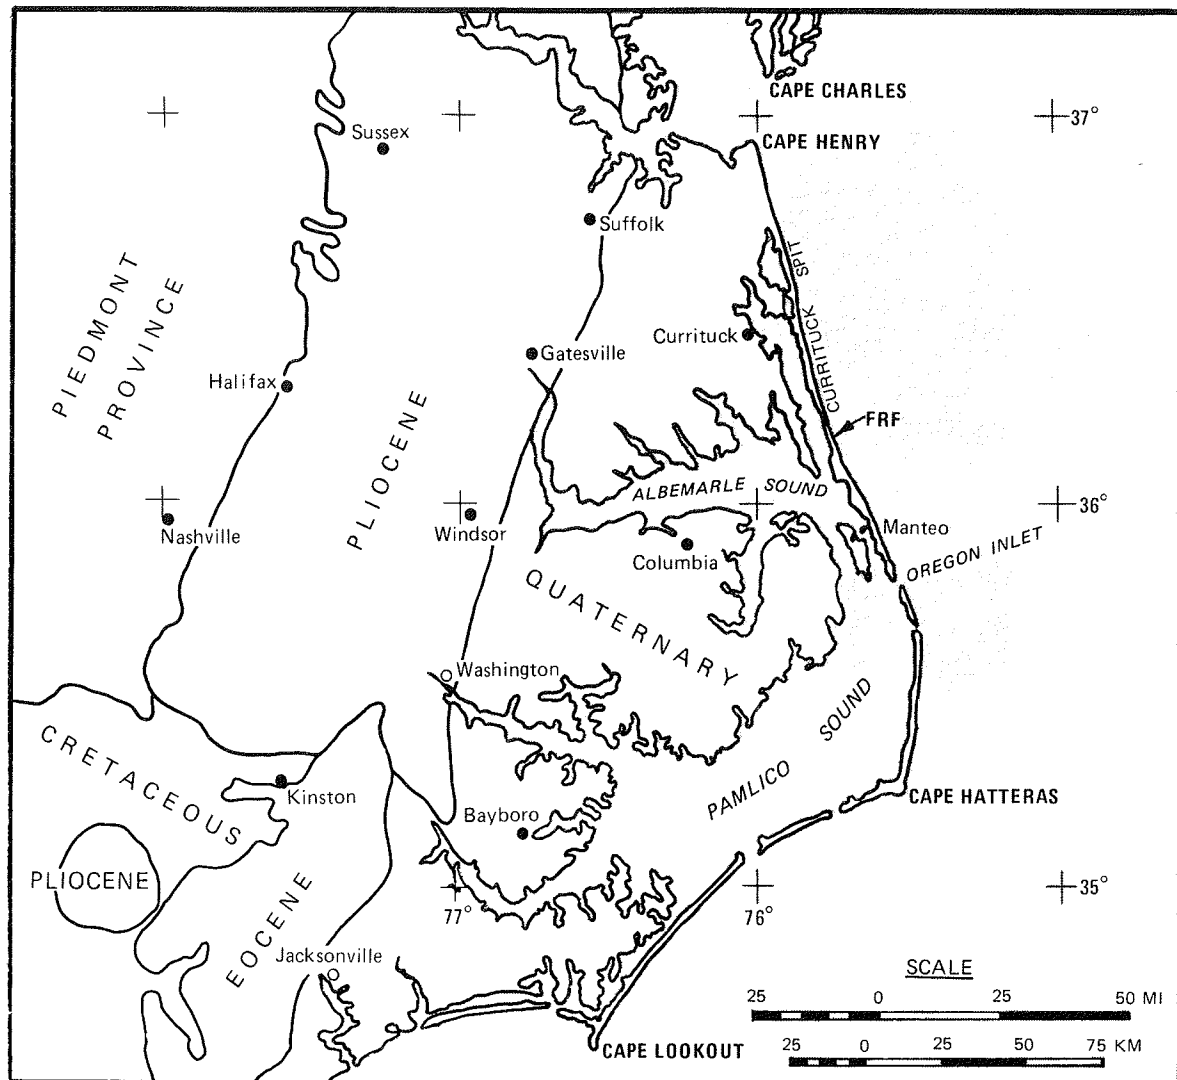 CAPE CHARLES
37°
Sussex
CAPE HENRY
Suffolk
PIEDMONT
PROVINCE
CURRITUCK SPIT
Currituck
Gatesville
Halifax
PLIOCENE
FRF
ALBEMARLE SOUND
36°
Nashville
Windsor
Manteo
Columbia
OREGON INLET
QUATERNARY
Washington
PAMLICO SOUND
CRETACEOUS
Kinston
CAPE HATTERAS
Bayboro
PLIOCENE
EOCENE
77°
76°
35°
Jacksonville
SCALE
25 0 25 50 MI
25 0 25 50 75 KM
CAPE LOOKOUT